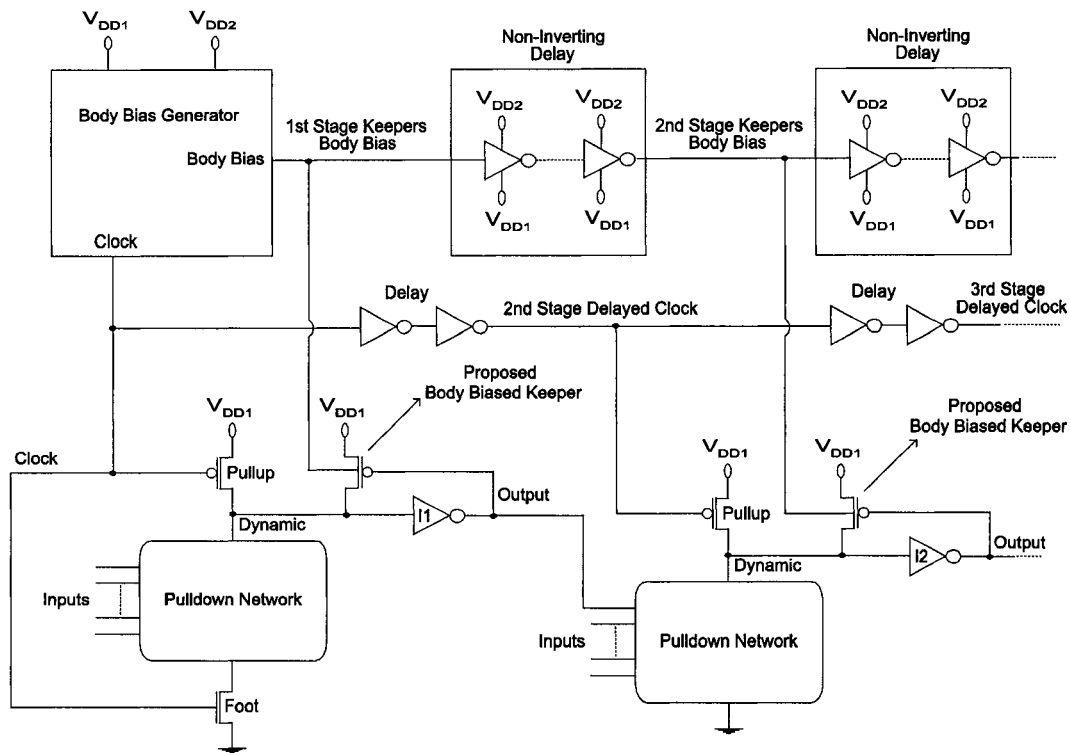 VDD1
VDD2
Body Bias Generator
Body Bias
Clock
1st Stage Keepers
Body Bias
Non-Inverting
Delay
VDD2
VDD2
VDD1
VDD1
2nd Stage Keepers
Body Bias
Non-Inverting
Delay
VDD2
VDD2
VDD1
VDD1
Delay
2nd Stage Delayed Clock
Delay
3rd Stage
Delayed Clock
Proposed
Body Biased Keeper
VDD1
VDD1
Clock
Pullup
Output
I1
Dynamic
Inputs
Pulldown Network
Foot
Proposed
Body Biased Keeper
VDD1
VDD1
Pullup
Output
I2
Dynamic
Inputs
Pulldown Network